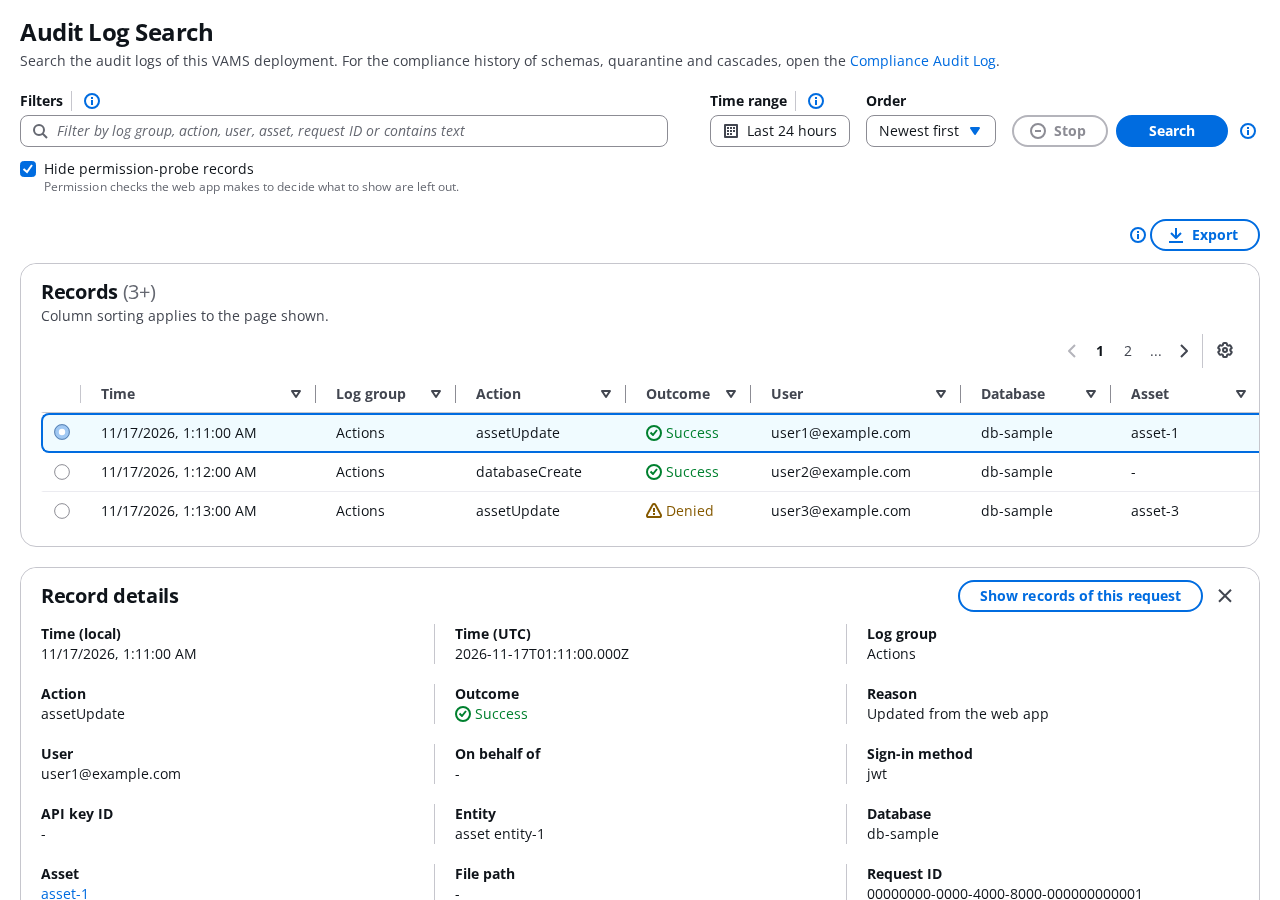 Audit Log Search
Search the audit logs of this VAMS deployment. For the compliance history of schemas, quarantine and cascades, open the Compliance Audit Log.
Filters
Time range
Order
Filter by log group, action, user, asset, request ID or contains text
Last 24 hours
Newest first
Stop
Search
Hide permission-probe records
Permission checks the web app makes to decide what to show are left out.
Export
Records (3+)
Column sorting applies to the page shown.
1 2 ...
Time Log group Action Outcome User Database Asset
11/17/2026, 1:11:00 AM Actions assetUpdate Success user1@example.com db-sample asset-1
11/17/2026, 1:12:00 AM Actions databaseCreate Success user2@example.com db-sample -
11/17/2026, 1:13:00 AM Actions assetUpdate Denied user3@example.com db-sample asset-3
Record details
Show records of this request
Time (local) Time (UTC) Log group
11/17/2026, 1:11:00 AM 2026-11-17T01:11:00.000Z Actions
Action Outcome Reason
assetUpdate Success Updated from the web app
User On behalf of Sign-in method
user1@example.com - jwt
API key ID Entity Database
- asset entity-1 db-sample
Asset File path Request ID
asset-1 - 00000000-0000-4000-8000-000000000001